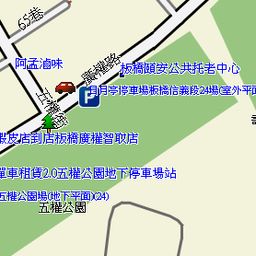 65巷
廣權路
阿孟滷味
板橋頤安公共托老中心
日月亭停車場板橋信義段24場(室外平面
五權街
P
蝦皮店到店板橋廣權智取店
單車租賃2.0五權公園地下停車場站
五權公園場(地下平面)(24)
五權公園